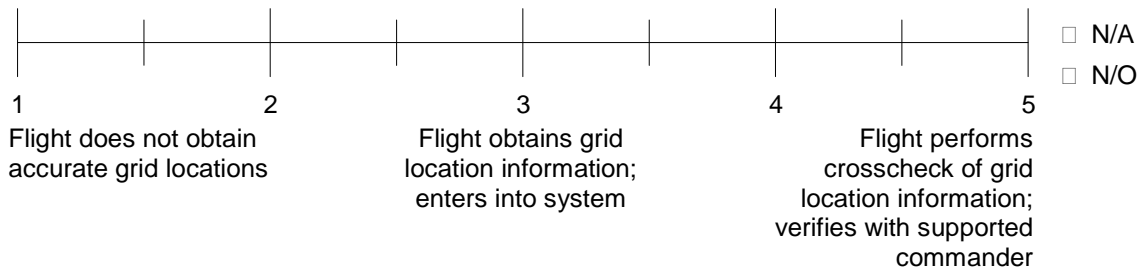 N/A
N/O
1 2 3 4 5
Flight does not obtain
accurate grid locations
Flight obtains grid
location information;
enters into system
Flight performs
crosscheck of grid
location information;
verifies with supported
commander